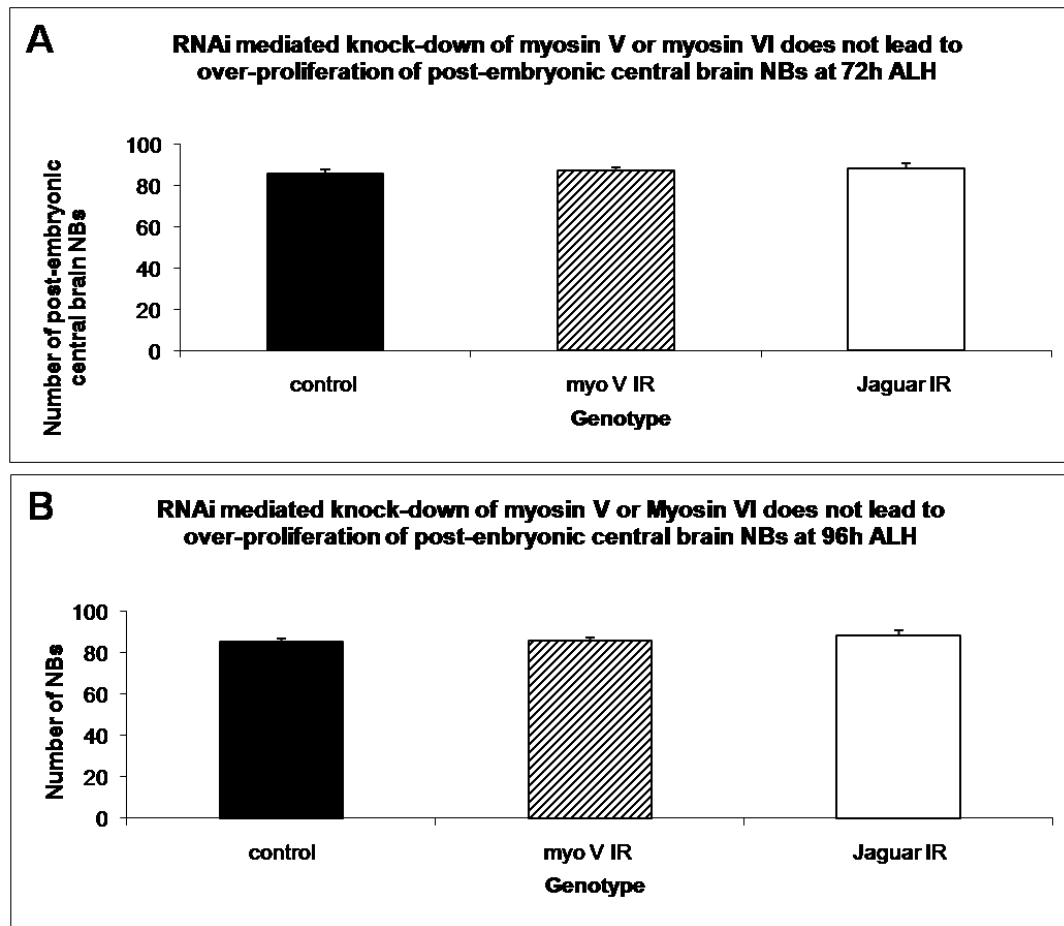 A
RNAi mediated knock-down of myosin V or myosin VI does not lead to
over-proliferation of post-embryonic central brain NBs at 72h ALH
Number of post-embryonic
central brain NBs
100
80
60
40
20
0
control
myo V IR
Jaguar IR
Genotype
B
RNAi mediated knock-down of myosin V or Myosin VI does not lead to
over-proliferation of post-enbryonic central brain NBs at 96h ALH
Number of NBs
100
80
60
40
20
0
control
myo V IR
Jaguar IR
Genotype